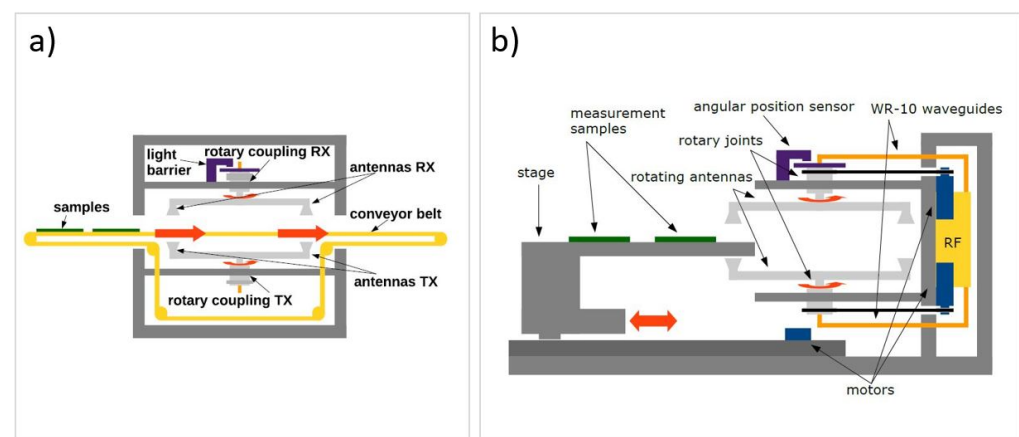 a)
light
barrier
rotary coupling RX
antennas RX
samples
conveyor belt
antennas TX
rotary coupling TX
b)
measurement
samples
angular position sensor
WR-10 waveguides
rotary joints
stage
rotating antennas
RF
motors